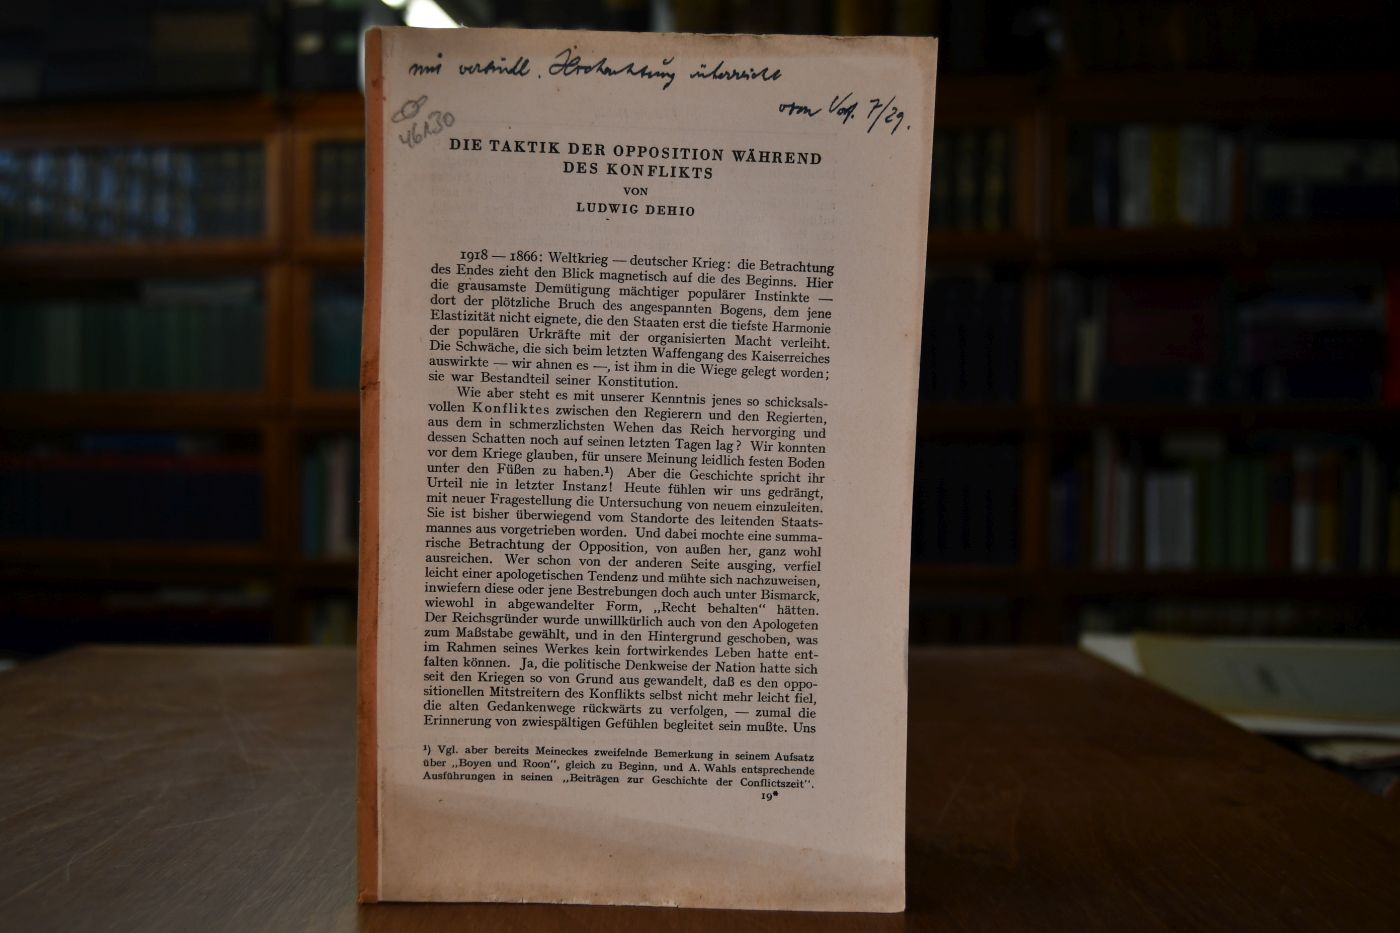 mit vorzügl. Hochachtung überreicht
vom Verf. 7/29.
46130
DIE TAKTIK DER OPPOSITION WÄHREND
DES KONFLIKTS
VON
LUDWIG DEHIO
1918 — 1866: Weltkrieg — deutscher Krieg: die Betrachtung
des Endes zieht den Blick magnetisch auf die des Beginns. Hier
die grausamste Demütigung mächtiger populärer Instinkte —
dort der plötzliche Bruch des angespannten Bogens, dem jene
Elastizität nicht eignete, die den Staaten erst die tiefste Harmonie
der populären Urkräfte mit der organisierten Macht verleiht.
Die Schwäche, die sich beim letzten Waffengang des Kaiserreiches
auswirkte — wir ahnen es —, ist ihm in die Wiege gelegt worden;
sie war Bestandteil seiner Konstitution.
Wie aber steht es mit unserer Kenntnis jenes so schicksals-
vollen Konfliktes zwischen den Regierern und den Regierten,
aus dem in schmerzlichsten Wehen das Reich hervorging und
dessen Schatten noch auf seinen letzten Tagen lag? Wir konnten
vor dem Kriege glauben, für unsere Meinung leidlich festen Boden
unter den Füßen zu haben.¹) Aber die Geschichte spricht ihr
Urteil nie in letzter Instanz! Heute fühlen wir uns gedrängt,
mit neuer Fragestellung die Untersuchung von neuem einzuleiten.
Sie ist bisher überwiegend vom Standorte des leitenden Staats-
mannes aus vorgetrieben worden. Und dabei mochte eine summa-
rische Betrachtung der Opposition, von außen her, ganz wohl
ausreichen. Wer schon von der anderen Seite ausging, verfiel
leicht einer apologetischen Tendenz und mühte sich nachzuweisen,
inwiefern diese oder jene Bestrebungen doch auch unter Bismarck,
wiewohl in abgewandelter Form, „Recht behalten“ hätten.
Der Reichsgründer wurde unwillkürlich auch von den Apologeten
zum Maßstabe gewählt, und in den Hintergrund geschoben, was
im Rahmen seines Werkes kein fortwirkendes Leben hatte ent-
falten können. Ja, die politische Denkweise der Nation hatte sich
seit den Kriegen so von Grund aus gewandelt, daß es den oppo-
sitionellen Mitstreitern des Konflikts selbst nicht mehr leicht fiel,
die alten Gedankenwege rückwärts zu verfolgen, — zumal die
Erinnerung von zwiespältigen Gefühlen begleitet sein mußte. Uns
¹) Vgl. aber bereits Meineckes zweifelnde Bemerkung in seinem Aufsatz
über „Boyen und Roon“, gleich zu Beginn, und A. Wahls entsprechende
Ausführungen in seinen „Beiträgen zur Geschichte der Conflictszeit“.
19*